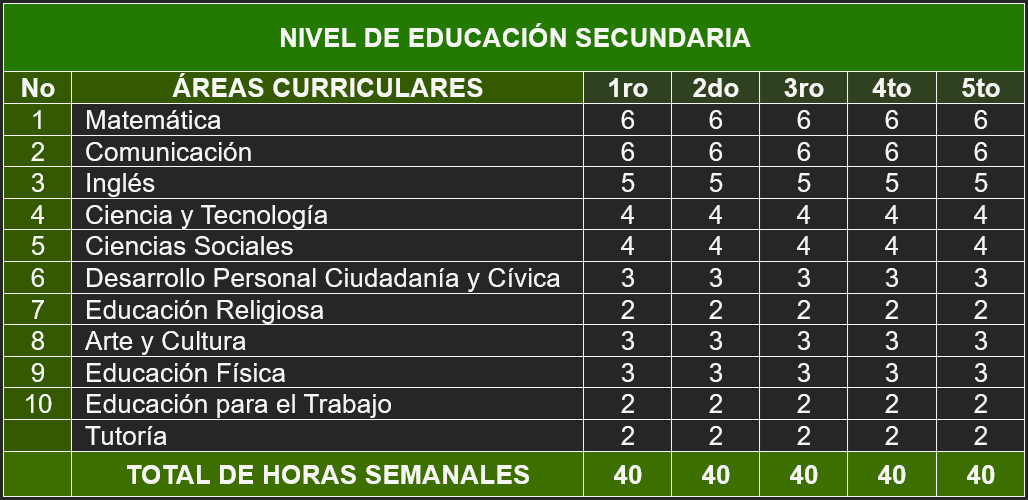 NIVEL DE EDUCACIÓN SECUNDARIA
No ÁREAS CURRICULARES 1ro 2do 3ro 4to 5to
1 Matemática 6 6 6 6 6
2 Comunicación 6 6 6 6 6
3 Inglés 5 5 5 5 5
4 Ciencia y Tecnología 4 4 4 4 4
5 Ciencias Sociales 4 4 4 4 4
6 Desarrollo Personal Ciudadanía y Cívica 3 3 3 3 3
7 Educación Religiosa 2 2 2 2 2
8 Arte y Cultura 3 3 3 3 3
9 Educación Física 3 3 3 3 3
10 Educación para el Trabajo 2 2 2 2 2
Tutoría 2 2 2 2 2
TOTAL DE HORAS SEMANALES 40 40 40 40 40